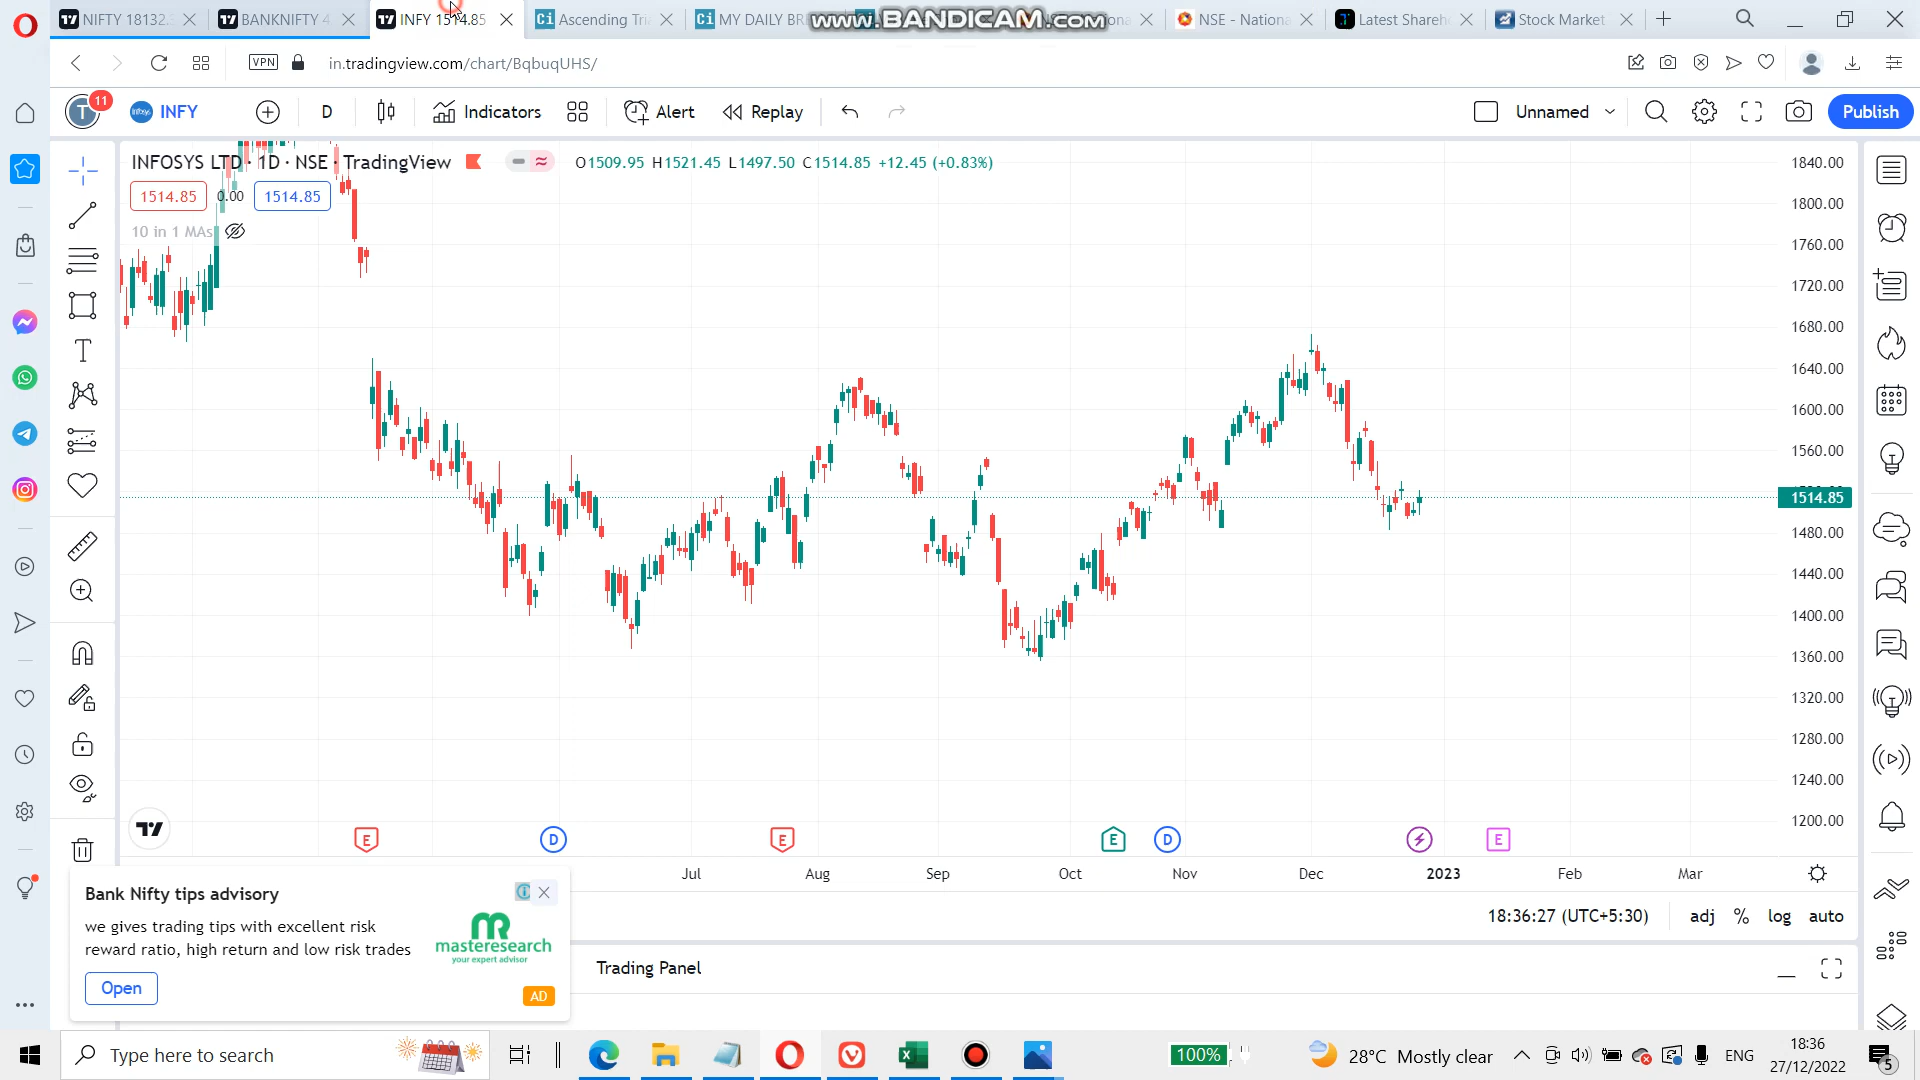 NIFTY 18132.
BANKNIFTY 4
INFY 1514.85
Ci Ascending Tri
Ci MY DAILY BR
www.BANDICAM.com
NSE - Nationa
Latest Shareh
Stock Market
VPN
in.tradingview.com/chart/BqbuqUHS/
T
11
INFY
D
Indicators
Alert
Replay
Unnamed
Publish
INFOSYS LTD · 1D · NSE · TradingView
O1509.95 H1521.45 L1497.50 C1514.85 +12.45 (+0.83%)
1514.85
0.00
1514.85
10 in 1 MAs
1840.00
1800.00
1760.00
1720.00
1680.00
1640.00
1600.00
1560.00
1514.85
1480.00
1440.00
1400.00
1360.00
1320.00
1280.00
1240.00
1200.00
E
D
E
E
D
E
Jul
Aug
Sep
Oct
Nov
Dec
2023
Feb
Mar
18:36:27 (UTC+5:30)
adj
%
log
auto
Bank Nifty tips advisory
we gives trading tips with excellent risk
reward ratio, high return and low risk trades
masteresearch
your expert advisor
Open
AD
Trading Panel
Type here to search
100%
28°C Mostly clear
ENG
18:36
27/12/2022
5